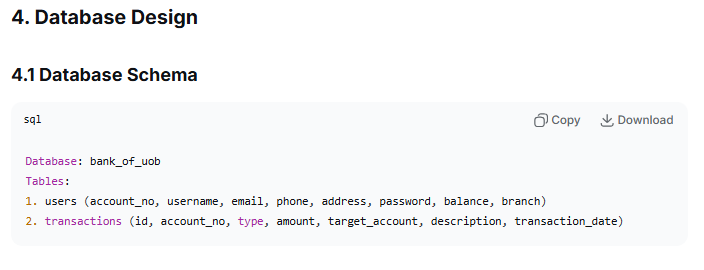 4. Database Design
4.1 Database Schema
sql
Copy
Download
Database: bank_of_uob
Tables:
1. users (account_no, username, email, phone, address, password, balance, branch)
2. transactions (id, account_no, type, amount, target_account, description, transaction_date)